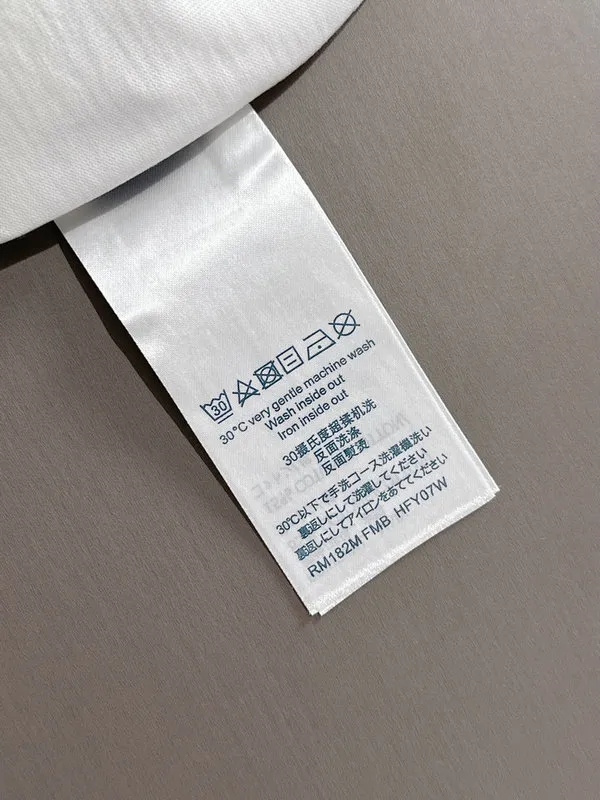 30
30°C very gentle machine wash
Wash inside out
Iron inside out
30摄氏度超揉机洗
反面洗涤
反面熨烫
30℃以下で手洗コース洗濯機洗い
裏返しにして洗濯してください
裏返しにしてアイロンをあててください
RM182M FMB HFY07W